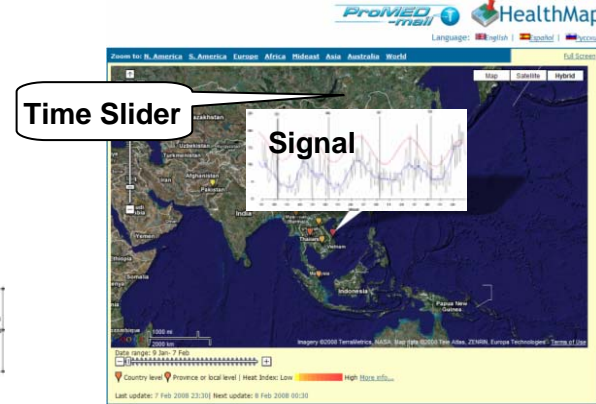 ProMED -mail HealthMap
Language: English | Español |
Zoom to: N. America S. America Europe Africa Mideast Asia Australia World Full Screen
Map Satellite Hybrid
Time Slider
Signal
Uzbekistan
Turkmenistan
Afghanistan
Iran
Pakistan
India
Yemen
Thailand
Vietnam
Somalia
Indonesia
Papua New Guinea
1000 mi
2000 km
Imagery ©2008 TerraMetrics, NASA, Map data ©2008 Tele Atlas, ZENRIN, Europa Technologies - Terms of Use
Date range: 9 Jan- 7 Feb
Country level Province or local level | Heat Index: Low High More info...
Last update: 7 Feb 2008 23:30| Next update: 8 Feb 2008 00:30